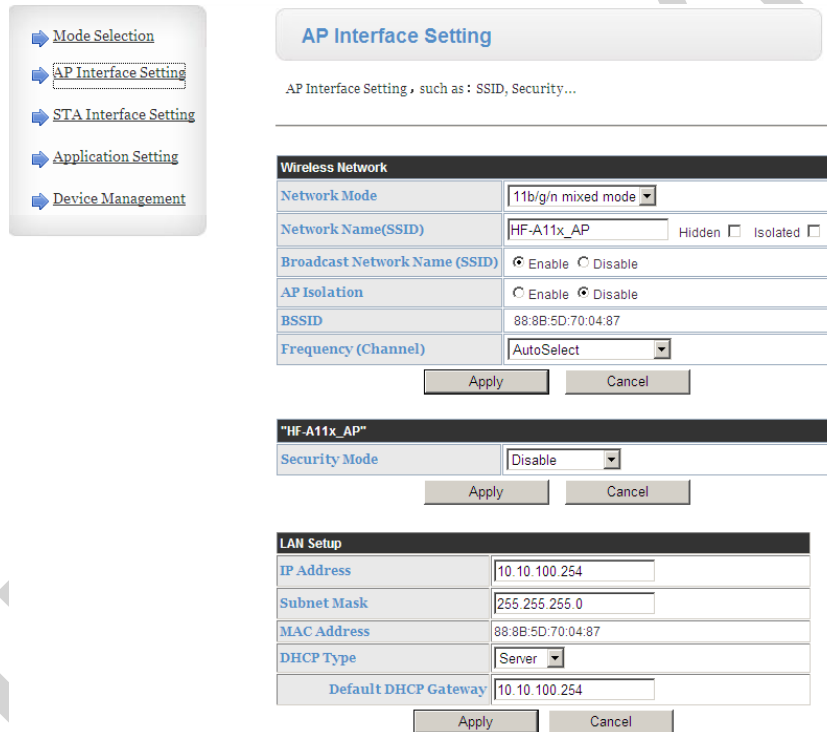 Mode Selection
AP Interface Setting
STA Interface Setting
Application Setting
Device Management
AP Interface Setting
AP Interface Setting , such as : SSID, Security...
Wireless Network
Network Mode 11b/g/n mixed mode
Network Name(SSID) HF-A11x_AP Hidden Isolated
Broadcast Network Name (SSID) Enable Disable
AP Isolation Enable Disable
BSSID 88:8B:5D:70:04:87
Frequency (Channel) AutoSelect
Apply Cancel
"HF-A11x_AP"
Security Mode Disable
Apply Cancel
LAN Setup
IP Address 10.10.100.254
Subnet Mask 255.255.255.0
MAC Address 88:8B:5D:70:04:87
DHCP Type Server
Default DHCP Gateway 10.10.100.254
Apply Cancel